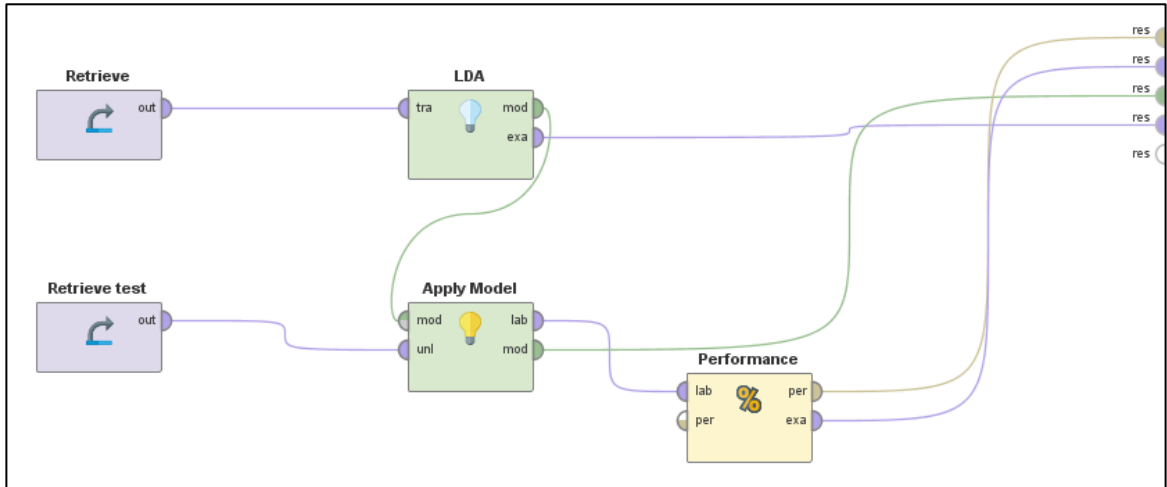 res
res
Retrieve
LDA
res
out
tra
mod
res
exa
res
Retrieve test
Apply Model
out
mod
lab
unl
mod
Performance
lab
%
per
per
exa